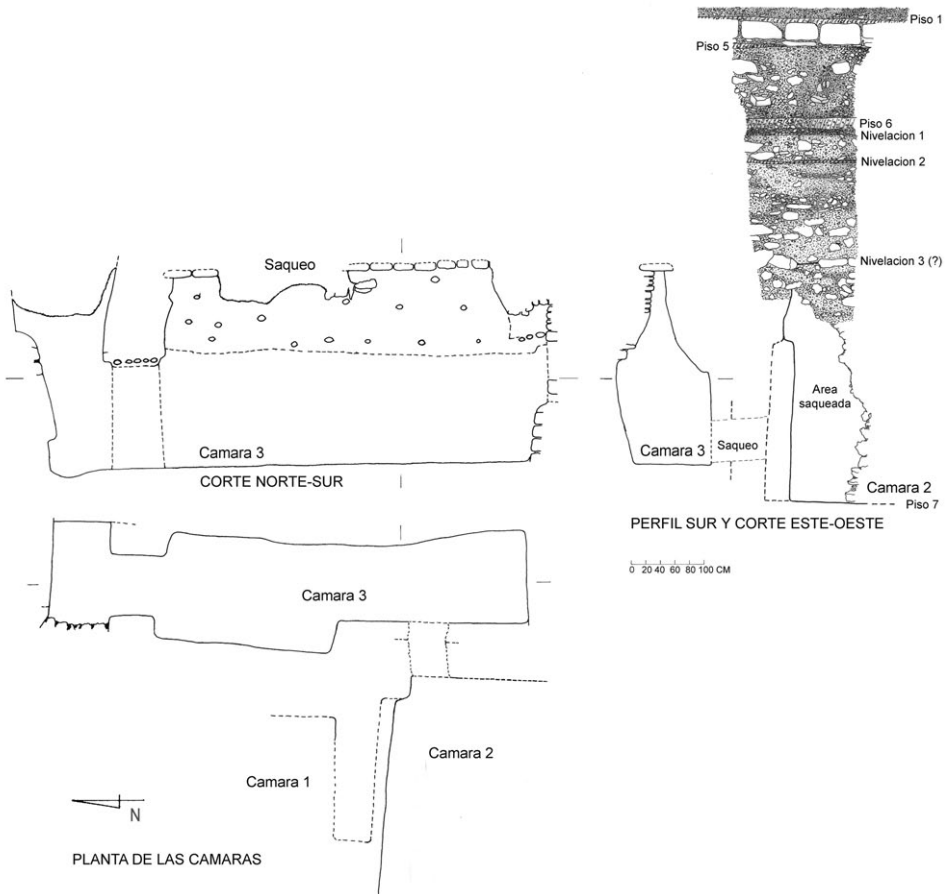 Piso 1
Piso 5
Piso 6
Nivelacion 1
Nivelacion 2
Nivelacion 3 (?)
Saqueo
Camara 3
CORTE NORTE-SUR
Camara 3
Saqueo
Area
saqueada
Camara 2
Piso 7
PERFIL SUR Y CORTE ESTE-OESTE
0 20 40 60 80 100 CM
Camara 3
Camara 1
Camara 2
N
PLANTA DE LAS CAMARAS